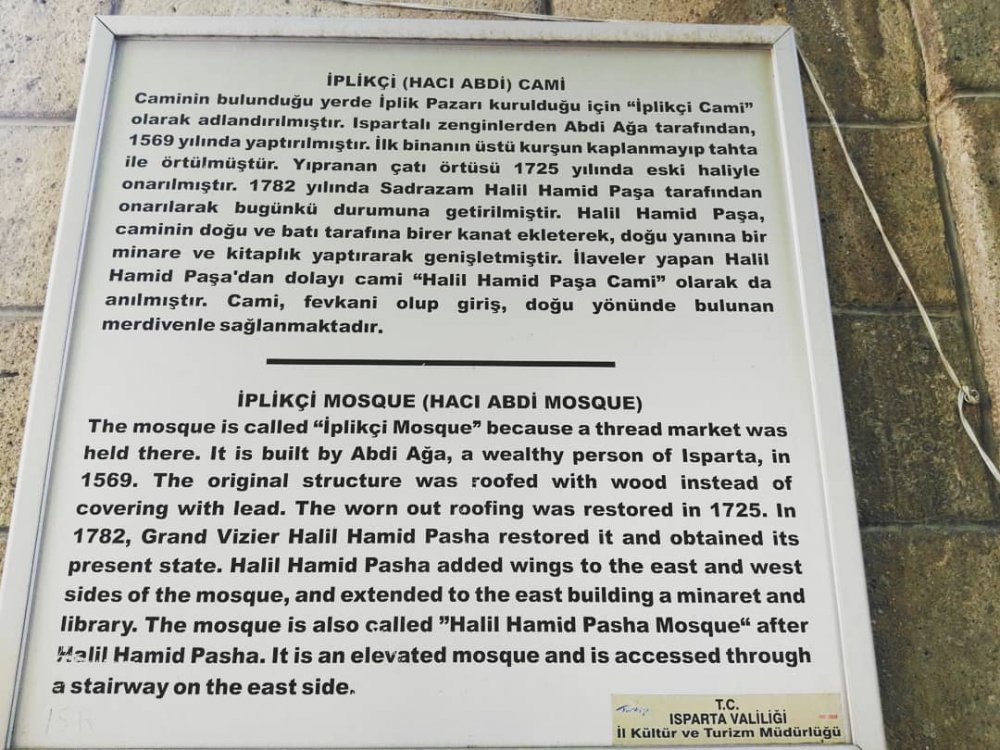 İPLİKÇİ (HACI ABDİ) CAMİ
Caminin bulunduğu yerde İplik Pazarı kurulduğu için “İplikçi Cami”
olarak adlandırılmıştır. Ispartalı zenginlerden Abdi Ağa tarafından,
1569 yılında yaptırılmıştır. İlk binanın üstü kurşun kaplanmayıp tahta
ile örtülmüştür. Yıpranan çatı örtüsü 1725 yılında eski haliyle
onarılmıştır. 1782 yılında Sadrazam Halil Hamid Paşa tarafından
onarılarak bugünkü durumuna getirilmiştir. Halil Hamid Paşa,
caminin doğu ve batı tarafına birer kanat ekleterek, doğu yanına bir
minare ve kitaplık yaptırarak genişletmiştir. İlaveler yapan Halil
Hamid Paşa'dan dolayı cami “Halil Hamid Paşa Cami” olarak da
anılmıştır. Cami, fevkani olup giriş, doğu yönünde bulunan
merdivenle sağlanmaktadır.
İPLİKÇİ MOSQUE (HACI ABDİ MOSQUE)
The mosque is called “İplikçi Mosque” because a thread market was
held there. It is built by Abdi Ağa, a wealthy person of Isparta, in
1569. The original structure was roofed with wood instead of
covering with lead. The worn out roofing was restored in 1725. In
1782, Grand Vizier Halil Hamid Pasha restored it and obtained its
present state. Halil Hamid Pasha added wings to the east and west
sides of the mosque, and extended to the east building a minaret and
library. The mosque is also called ”Halil Hamid Pasha Mosque“ after
Halil Hamid Pasha. It is an elevated mosque and is accessed through
a stairway on the east side.
T.C.
ISPARTA VALİLİĞİ
İl Kültür ve Turizm Müdürlüğü